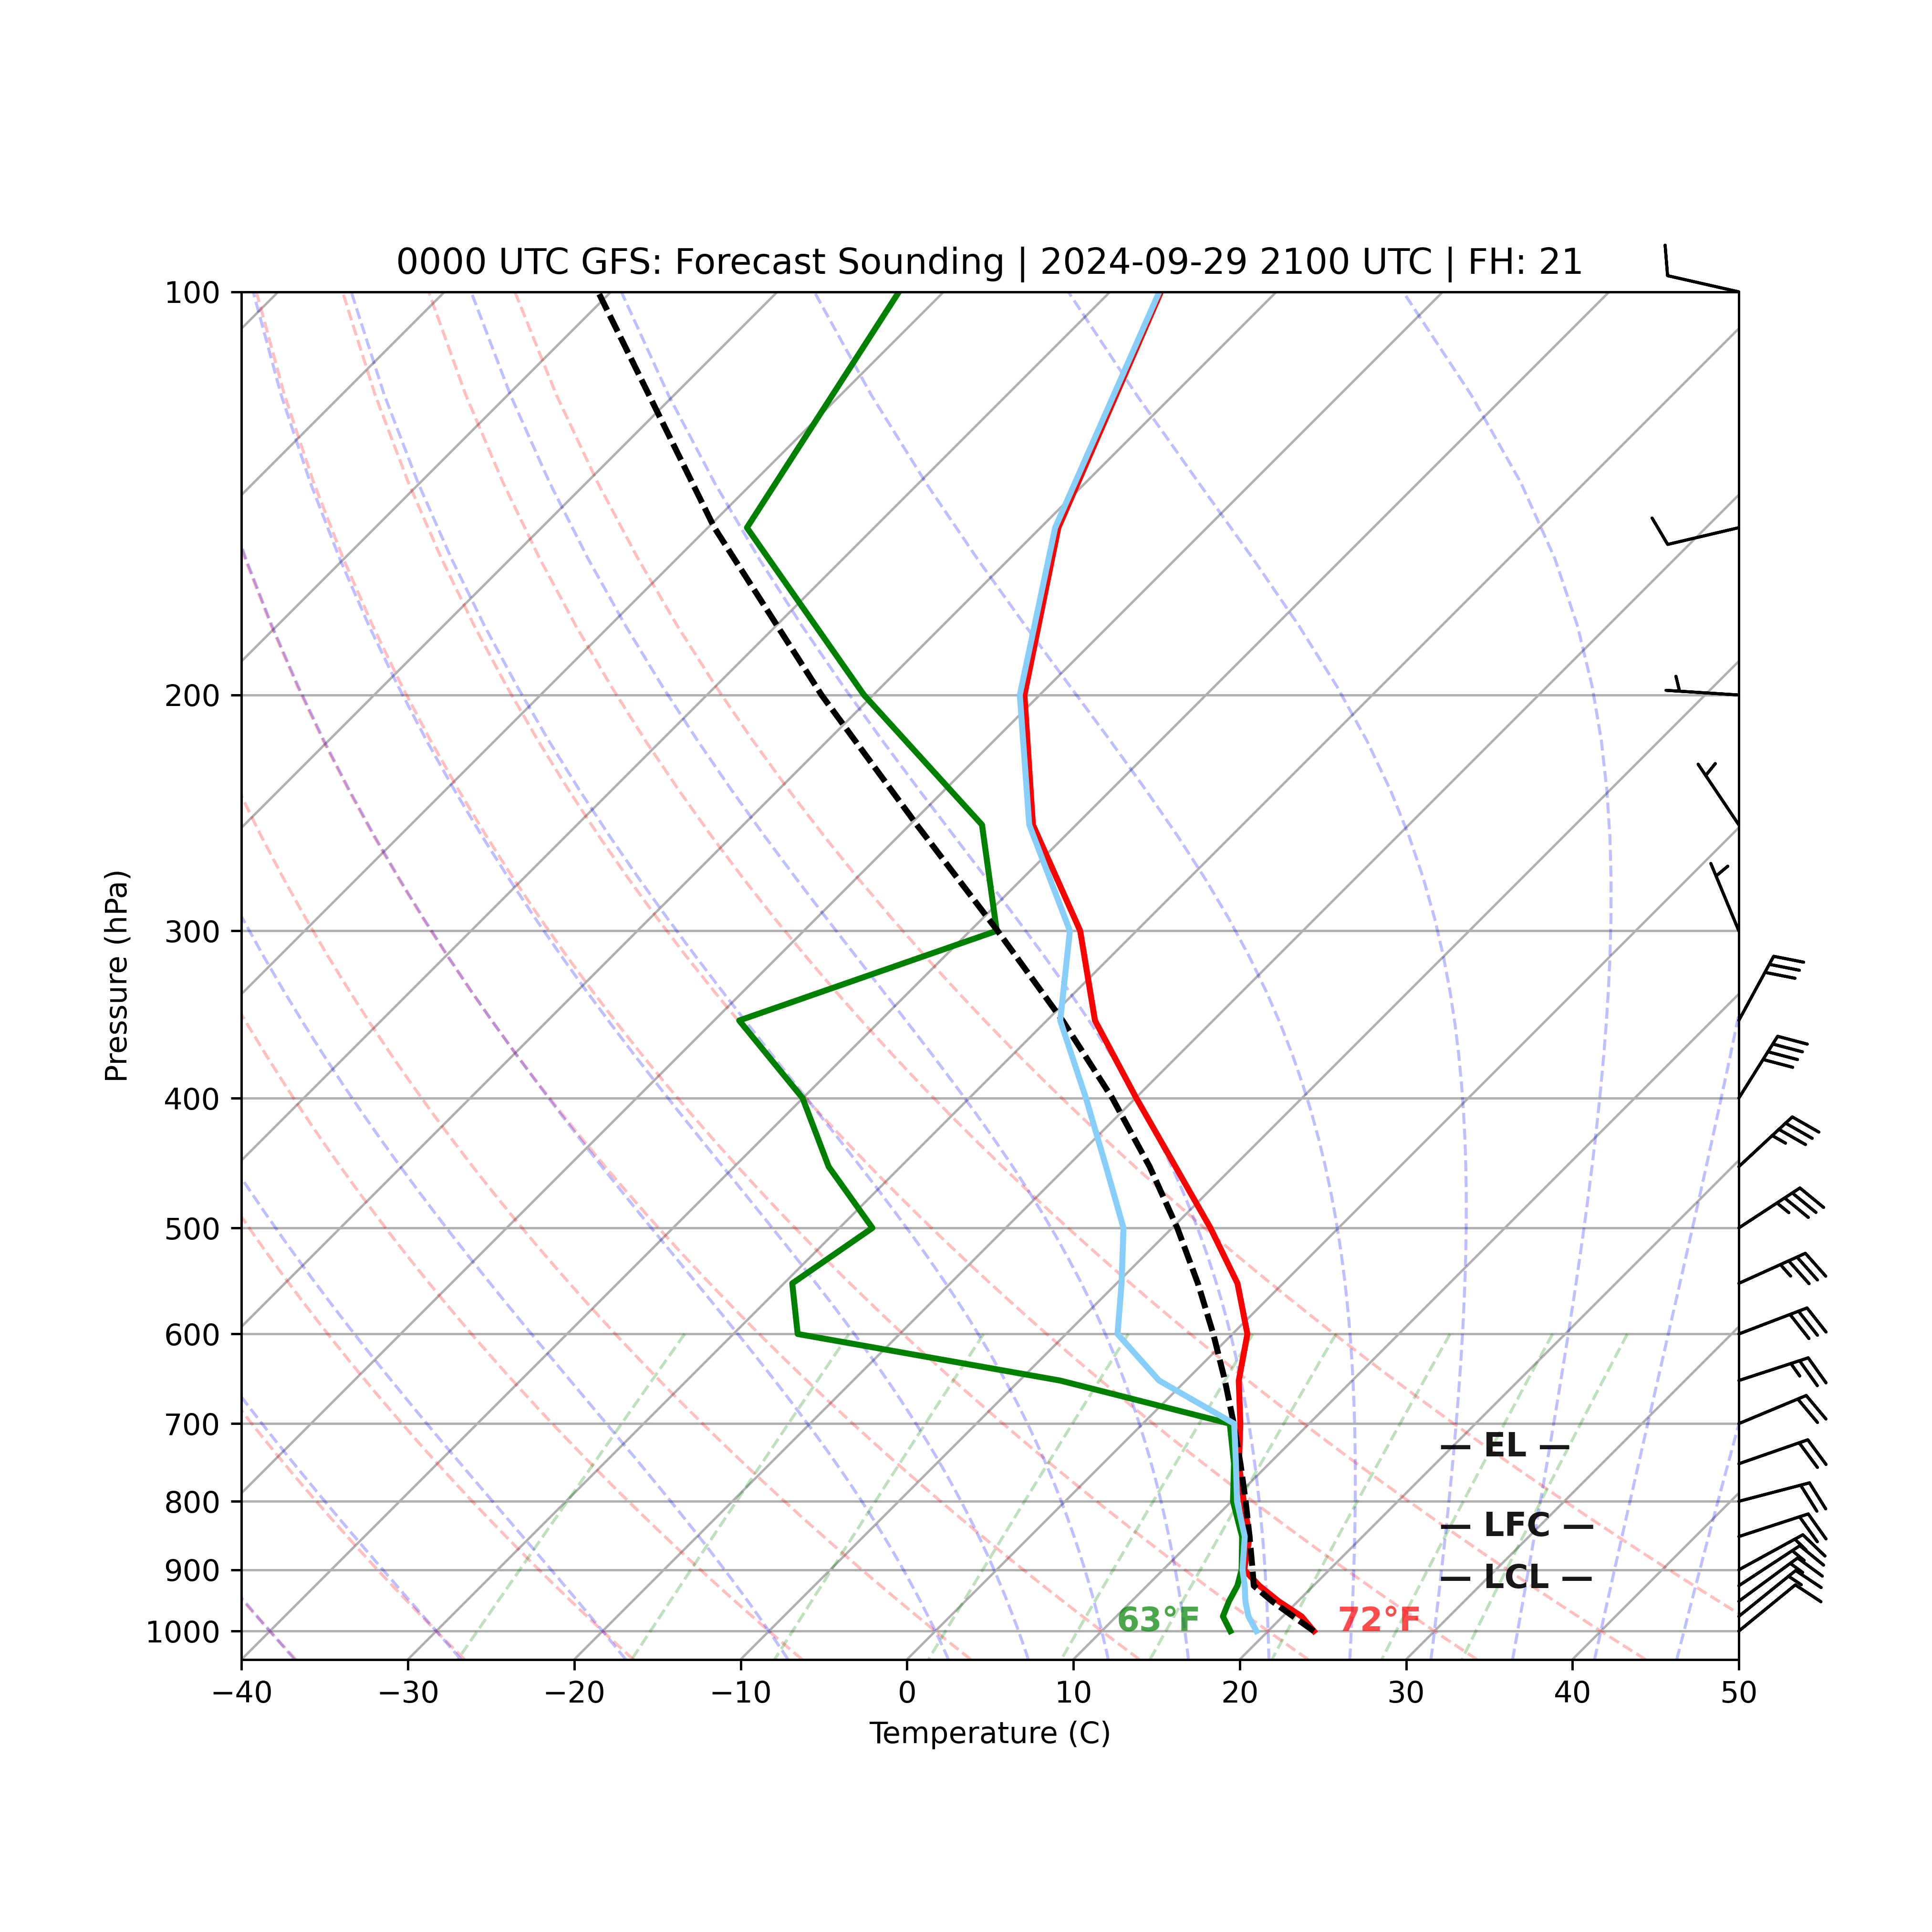 0000 UTC GFS: Forecast Sounding | 2024-09-29 2100 UTC | FH: 21
100
200
300
400
500
600
700
800
900
1000
Pressure (hPa)
— EL —
— LFC —
— LCL —
63°F
72°F
−40 −30 −20 −10 0 10 20 30 40 50
Temperature (C)